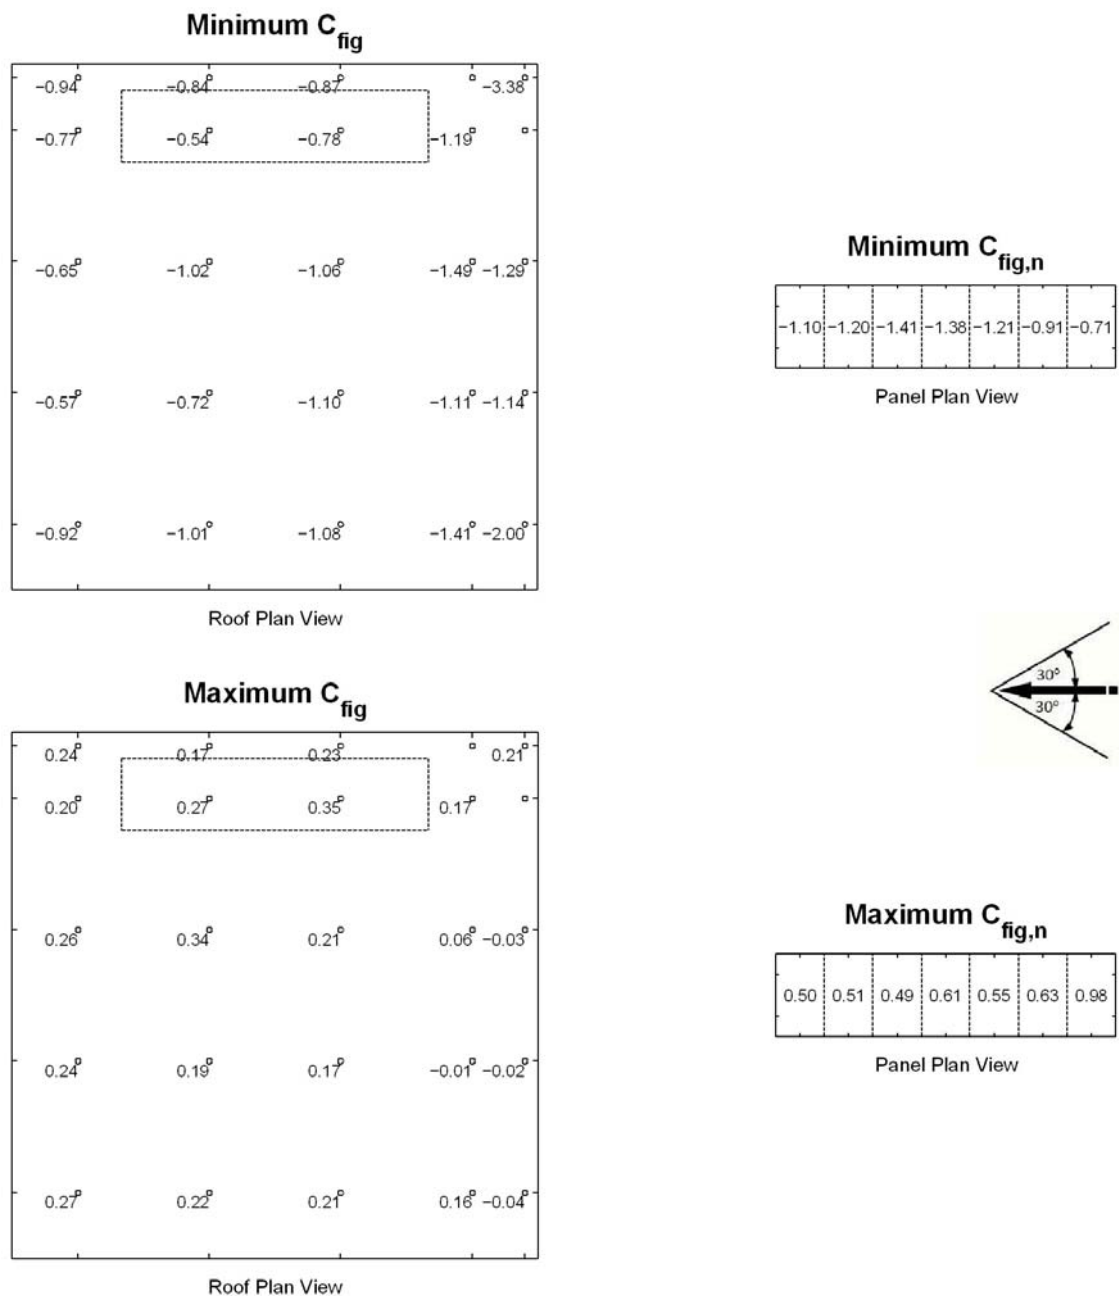 Minimum C_fig
−0.94 −0.84 −0.87 −3.38
−0.77 −0.54 −0.78 −1.19
−0.65 −1.02 −1.06 −1.49 −1.29
−0.57 −0.72 −1.10 −1.11 −1.14
−0.92 −1.01 −1.08 −1.41 −2.00
Roof Plan View
Minimum C_fig,n
−1.10 −1.20 −1.41 −1.38 −1.21 −0.91 −0.71
Panel Plan View
30°
30°
Maximum C_fig
0.24 0.17 0.23 0.21
0.20 0.27 0.35 0.17
0.26 0.34 0.21 0.06 −0.03
0.24 0.19 0.17 −0.01 −0.02
0.27 0.22 0.21 0.16 −0.04
Roof Plan View
Maximum C_fig,n
0.50 0.51 0.49 0.61 0.55 0.63 0.98
Panel Plan View